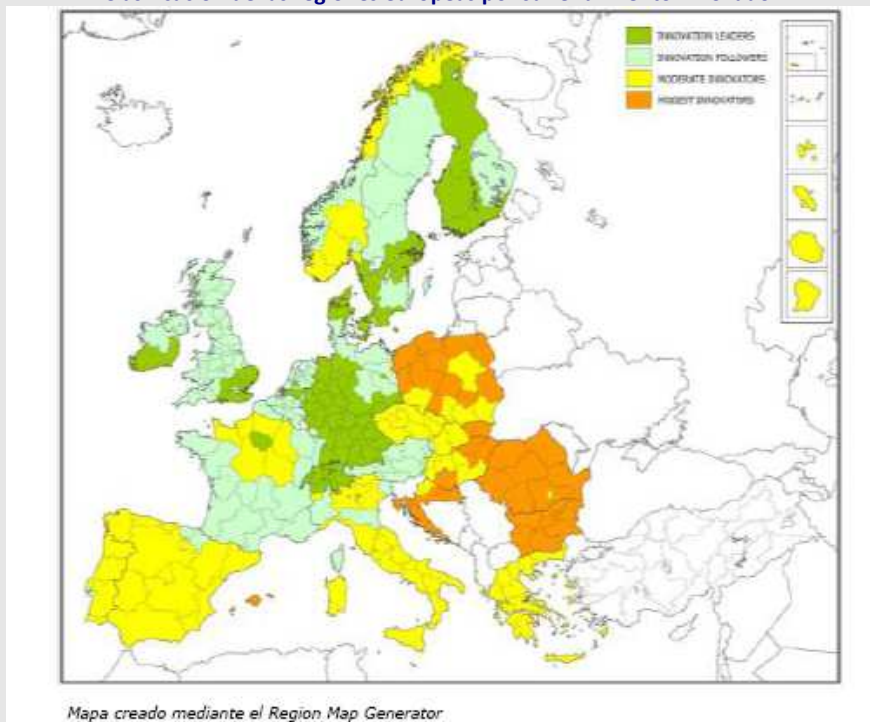 INNOVATION LEADERS
INNOVATION FOLLOWERS
MODERATE INNOVATORS
MODEST INNOVATORS
Mapa creado mediante el Region Map Generator